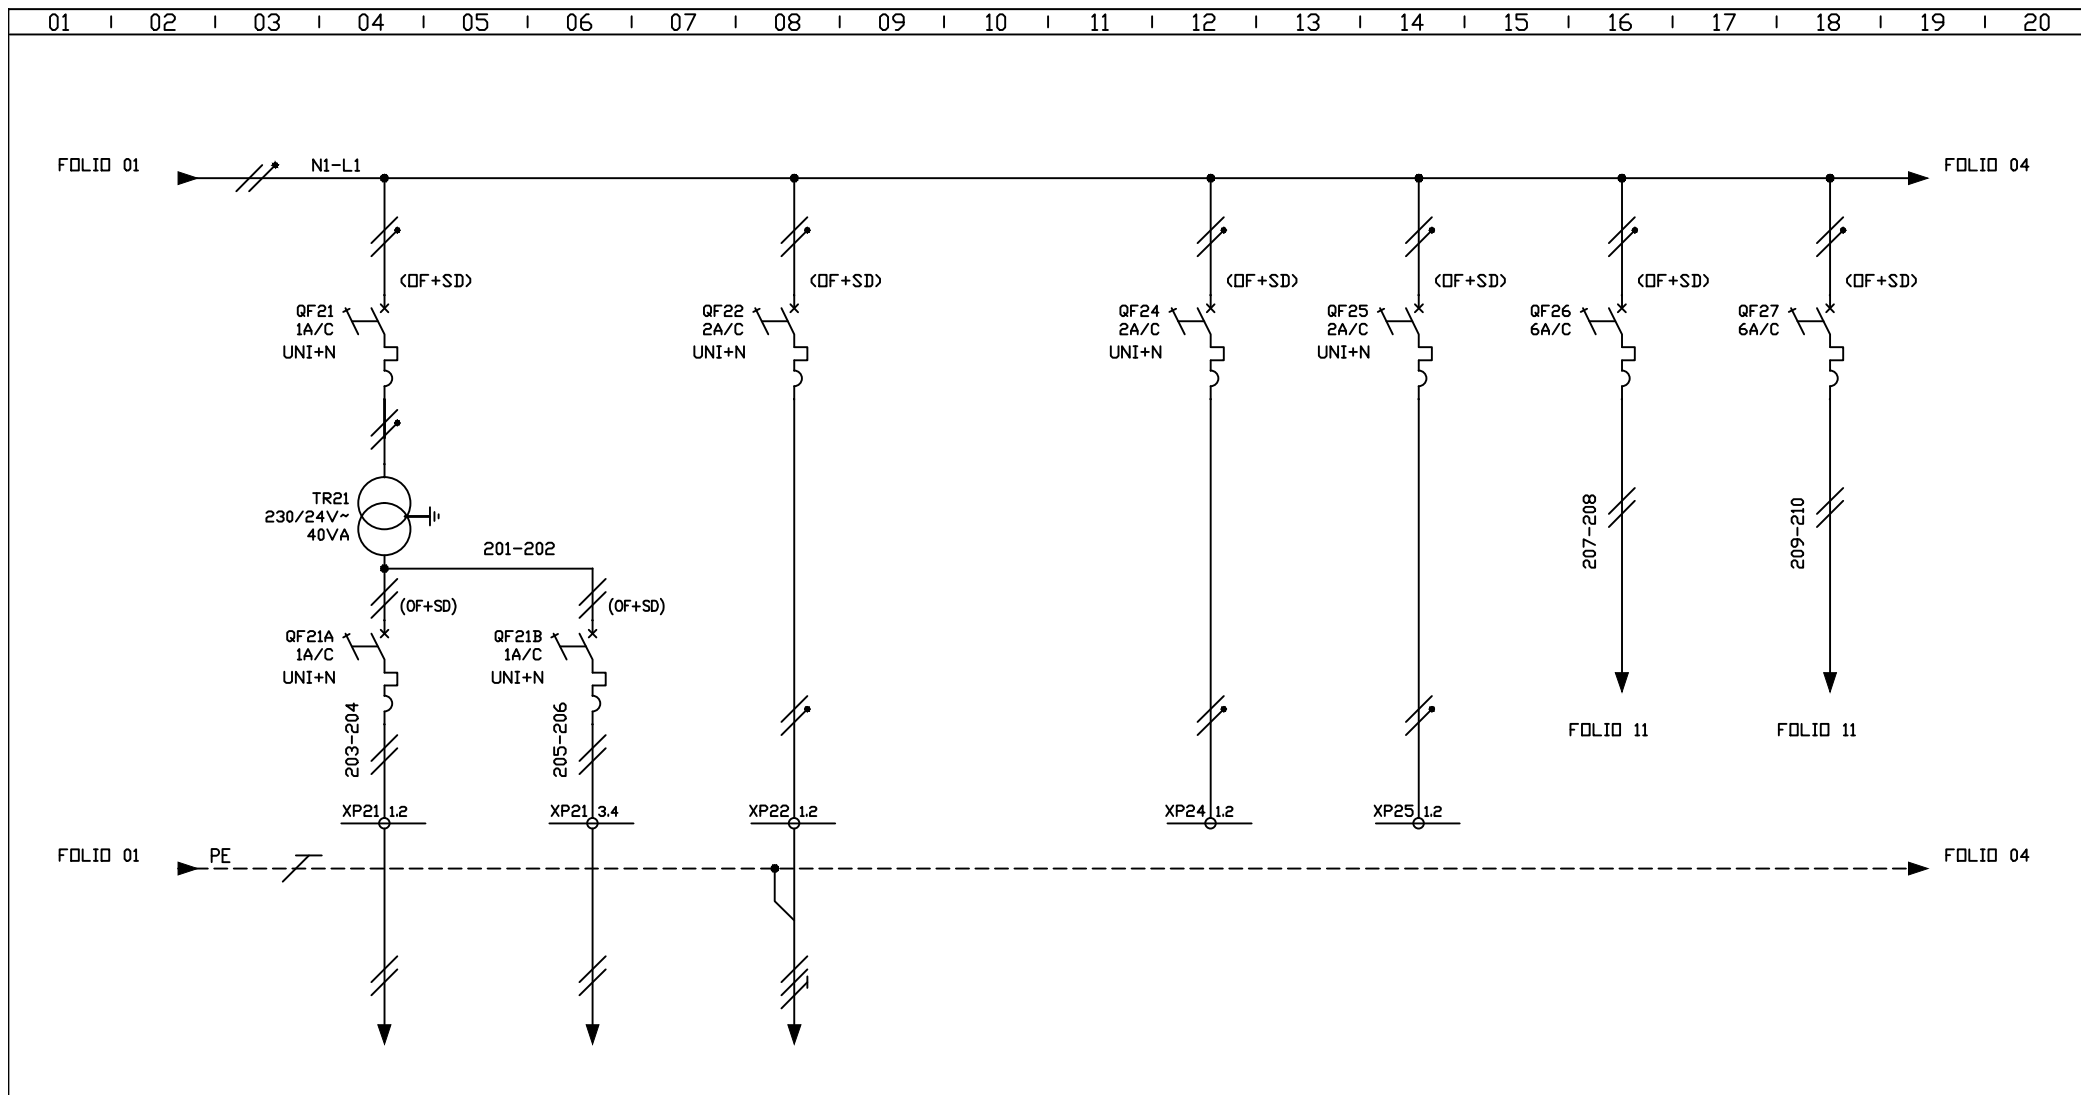 01 02 03 04 05 06 07 08 09 10 11 12 13 14 15 16 17 18 19 20
FOLIO 01 N1-L1 FOLIO 04
(OF+SD) (OF+SD) (OF+SD) (OF+SD) (OF+SD) (OF+SD)
QF21 QF22 QF24 QF25 QF26 QF27
1A/C 2A/C 2A/C 2A/C 6A/C 6A/C
UNI+N UNI+N UNI+N UNI+N
TR21
230/24V~
40VA
201-202
207-208
209-210
(OF+SD) (OF+SD)
QF21A QF21B
1A/C 1A/C
UNI+N UNI+N
203-204
205-206
FOLIO 11 FOLIO 11
XP21 1.2 XP21 3.4 XP22 1.2 XP24 1.2 XP25 1.2
FOLIO 01 PE FOLIO 04